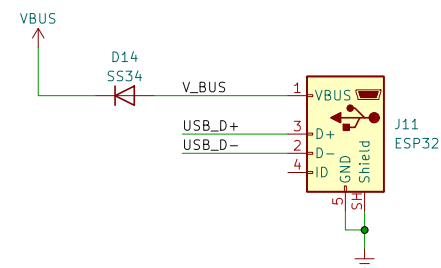 VBUS
D14
SS34
V_BUS
1
VBUS
USB_D+
3
D+
J11
USB_D-
2
D-
ESP32
4
ID
GND
Shield
5
SH